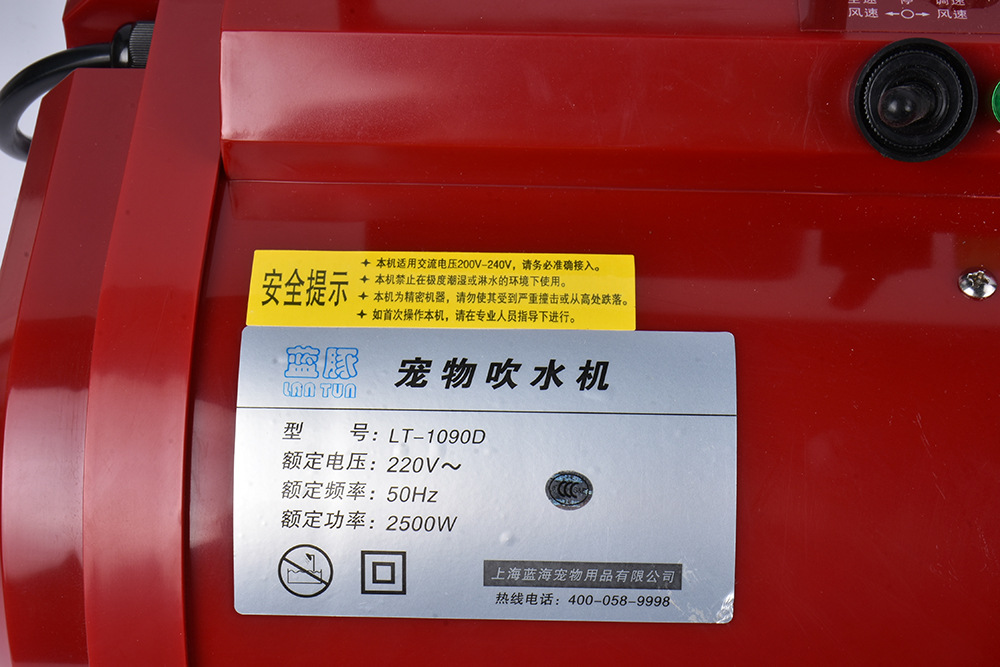 全速 停 调速
风速 ←○→ 风速
安全提示
本机适用交流电压200V-240V，请务必准确接入。
本机禁止在极度潮湿或淋水的环境下使用。
本机为精密机器，请勿使其受到严重撞击或从高处跌落。
如首次操作本机，请在专业人员指导下进行。
蓝豚
LAN TUN
宠物吹水机
型 号：LT-1090D
额定电压：220V～
额定频率：50Hz
额定功率：2500W
上海蓝海宠物用品有限公司
热线电话：400-058-9998